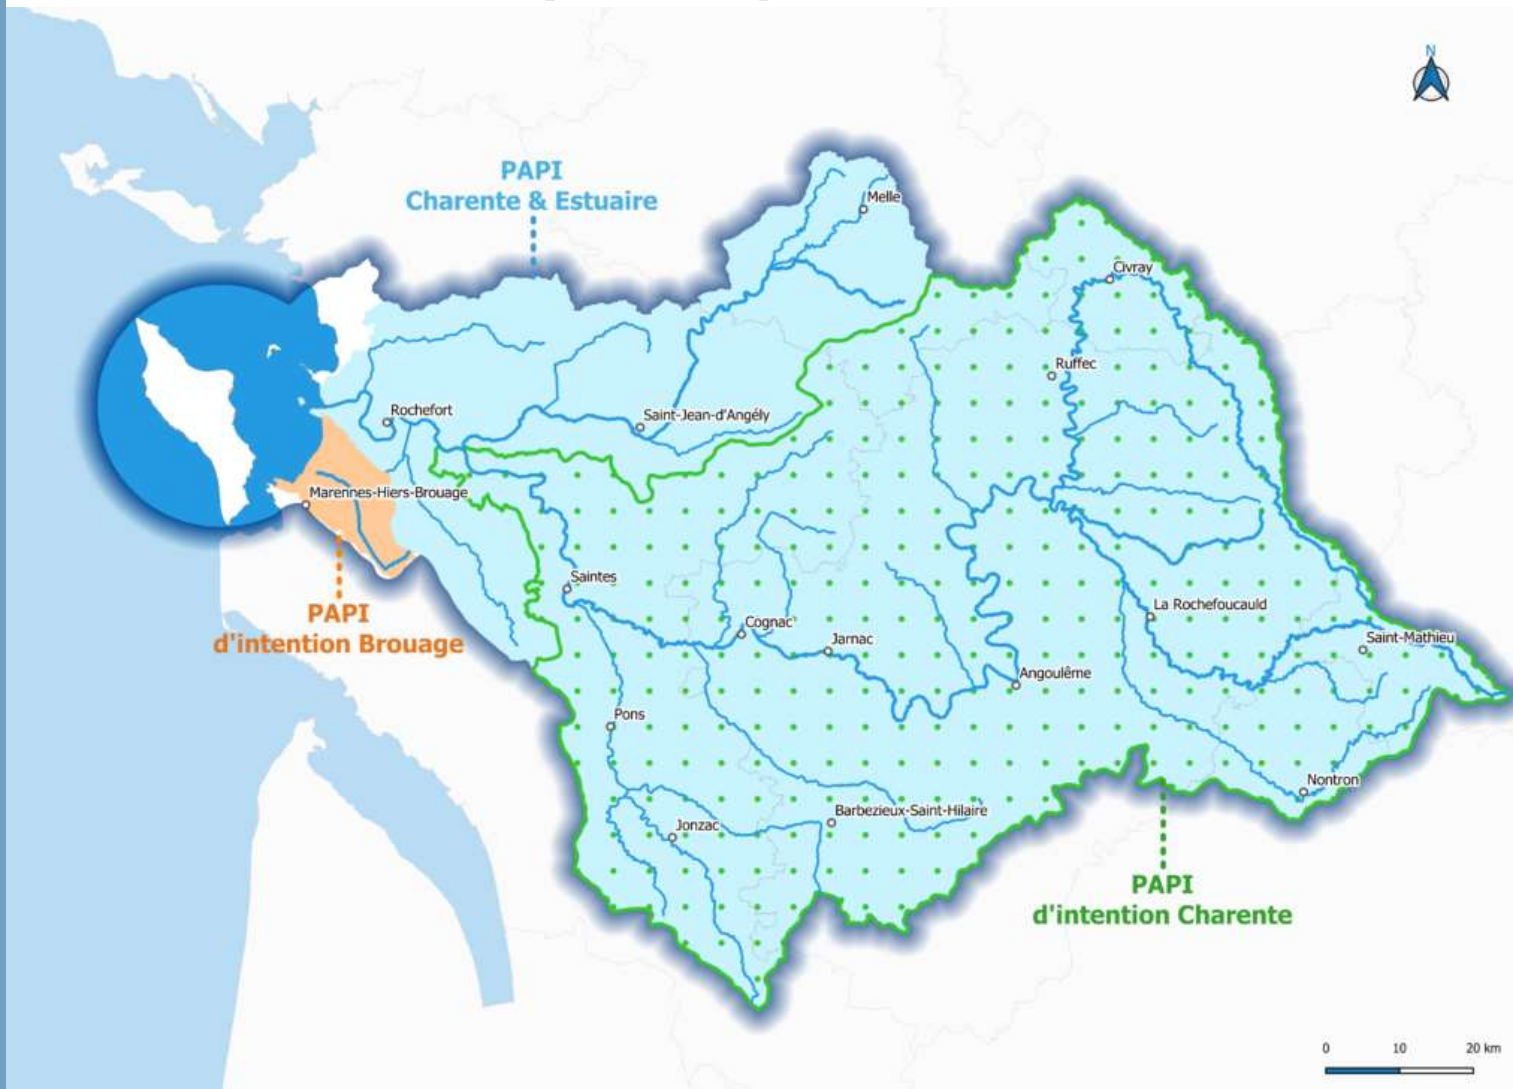 N
PAPI
Charente & Estuaire
Melle
Civray
Ruffec
Rochefort
Saint-Jean-d'Angély
Marennes-Hiers-Brouage
Saintes
PAPI
d'intention Brouage
La Rochefoucauld
Cognac
Jarnac
Saint-Mathieu
Angoulême
Pons
Nontron
Barbezieux-Saint-Hilaire
Jonzac
PAPI
d'intention Charente
0 10 20 km